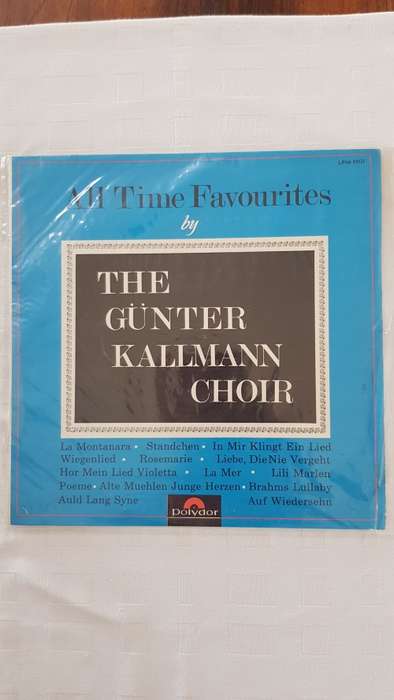 All Time Favourites
by
THE
GÜNTER
KALLMANN
CHOIR
La Montanara • Standchen • In Mir Klingt Ein Lied
Wiegenlied • Rosemarie • Liebe, Die Nie Vergeht
Hor Mein Lied Violetta • La Mer • Lili Marlen
Poeme • Alte Muehlen Junge Herzen • Brahms Lullaby
Auld Lang Syne Auf Wiedersehn
Polydor